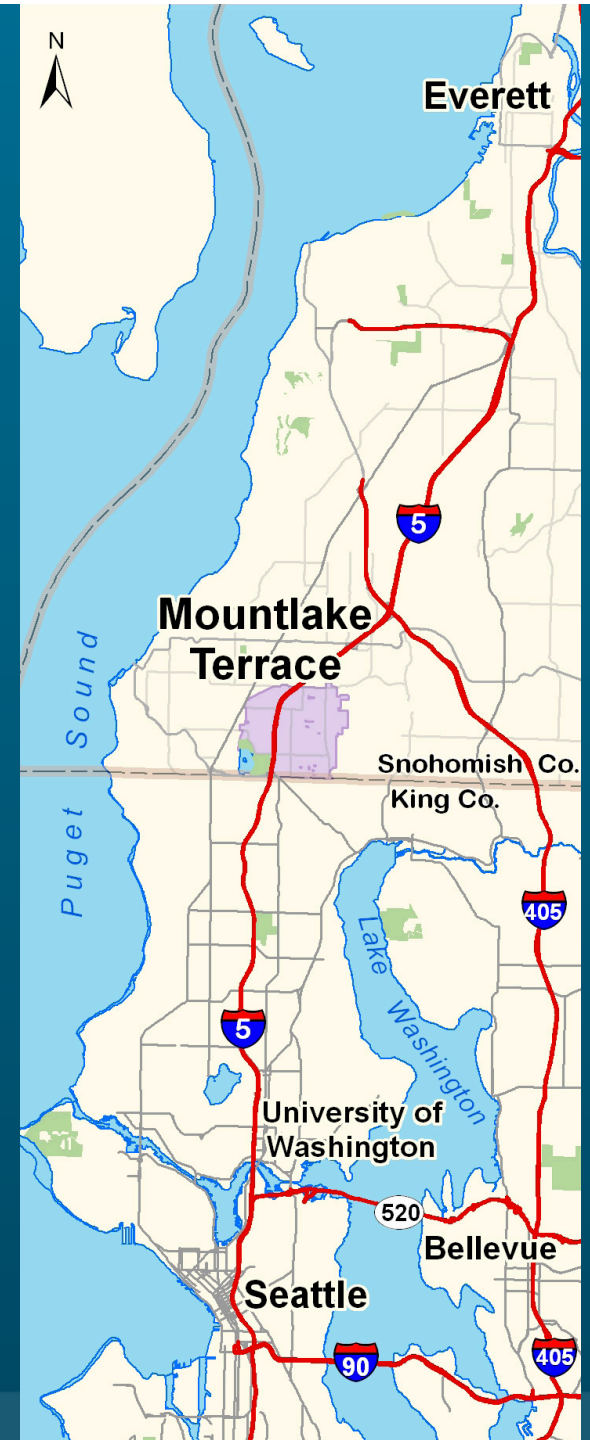 N
Everett
5
Mountlake
Terrace
Puget Sound
Snohomish Co.
King Co.
405
Lake Washington
5
University of
Washington
520
Bellevue
Seattle
90
405